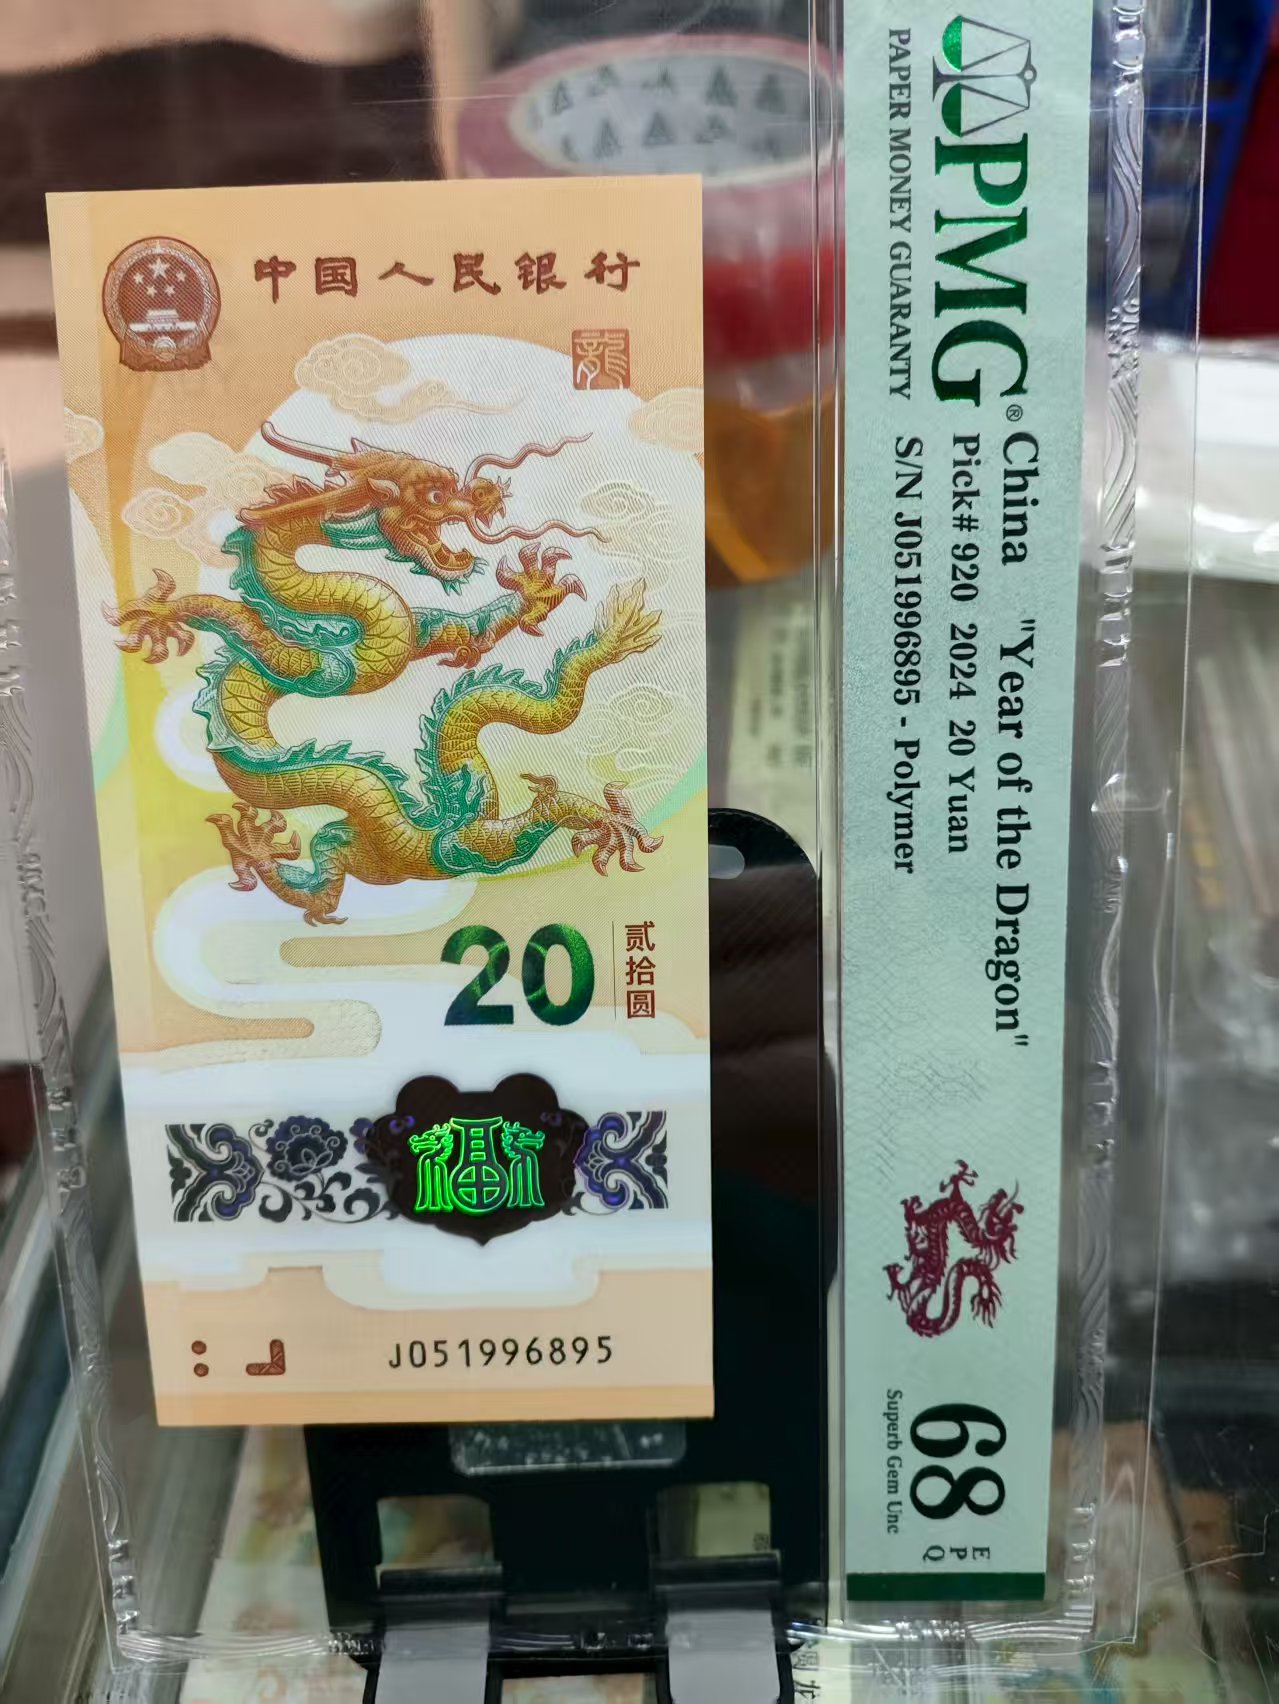 中国人民银行
龍
20
贰拾圆
福
J051996895
PMG®
PAPER MONEY GUARANTY
China "Year of the Dragon"
Pick# 920 2024 20 Yuan
S/N J051996895 - Polymer
68
EPQ
Superb Gem Unc